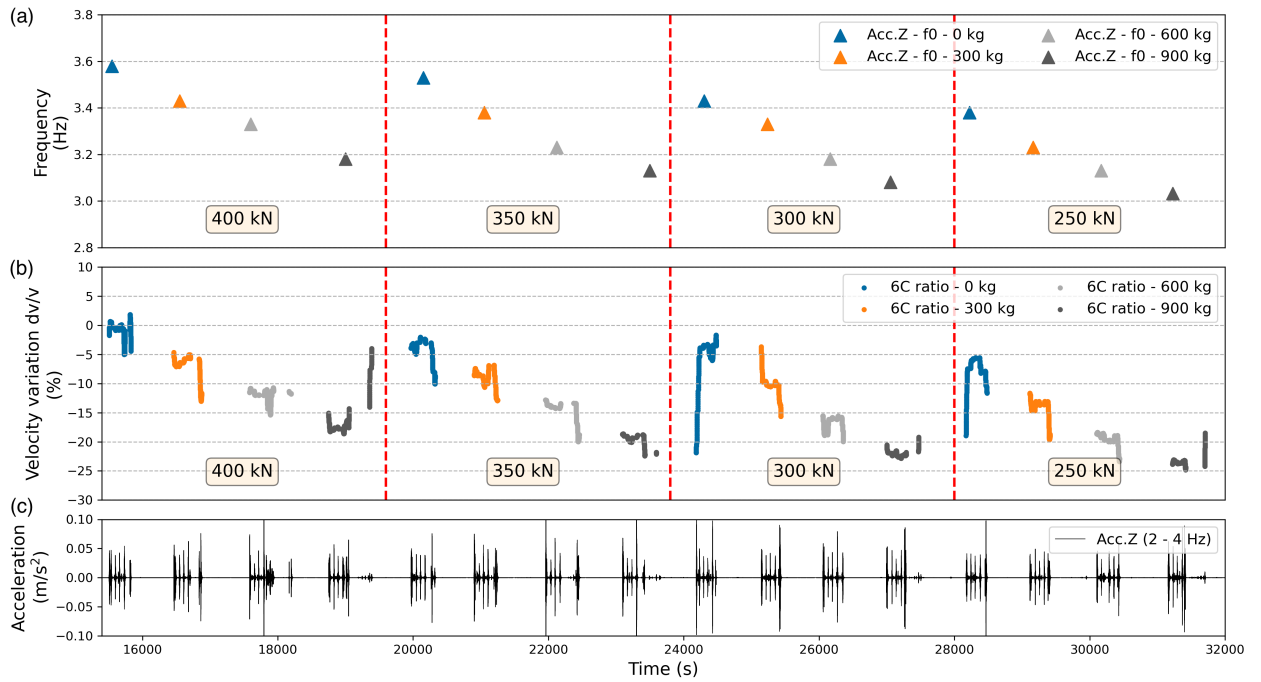 (a)
3.8
3.6
3.4
3.2
3.0
2.8
Frequency
(Hz)
Acc.Z - f0 - 0 kg
Acc.Z - f0 - 300 kg
Acc.Z - f0 - 600 kg
Acc.Z - f0 - 900 kg
400 kN
350 kN
300 kN
250 kN
(b)
10
5
0
−5
−10
−15
−20
−25
−30
Velocity variation dv/v
(%)
6C ratio - 0 kg
6C ratio - 300 kg
6C ratio - 600 kg
6C ratio - 900 kg
400 kN
350 kN
300 kN
250 kN
(c)
0.10
0.05
0.00
−0.05
−0.10
Acceleration
(m/s²)
Acc.Z (2 - 4 Hz)
16000
18000
20000
22000
24000
26000
28000
30000
32000
Time (s)